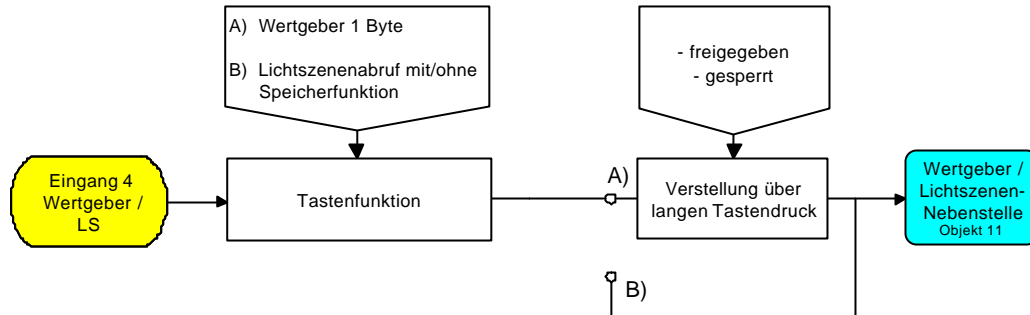 A) Wertgeber 1 Byte
B) Lichtszenenabruf mit/ohne
Speicherfunktion
- freigegeben
- gesperrt
Eingang 4
Wertgeber /
LS
Tastenfunktion
A)
Verstellung über
langen Tastendruck
Wertgeber /
Lichtszenen-
Nebenstelle
Objekt 11
B)